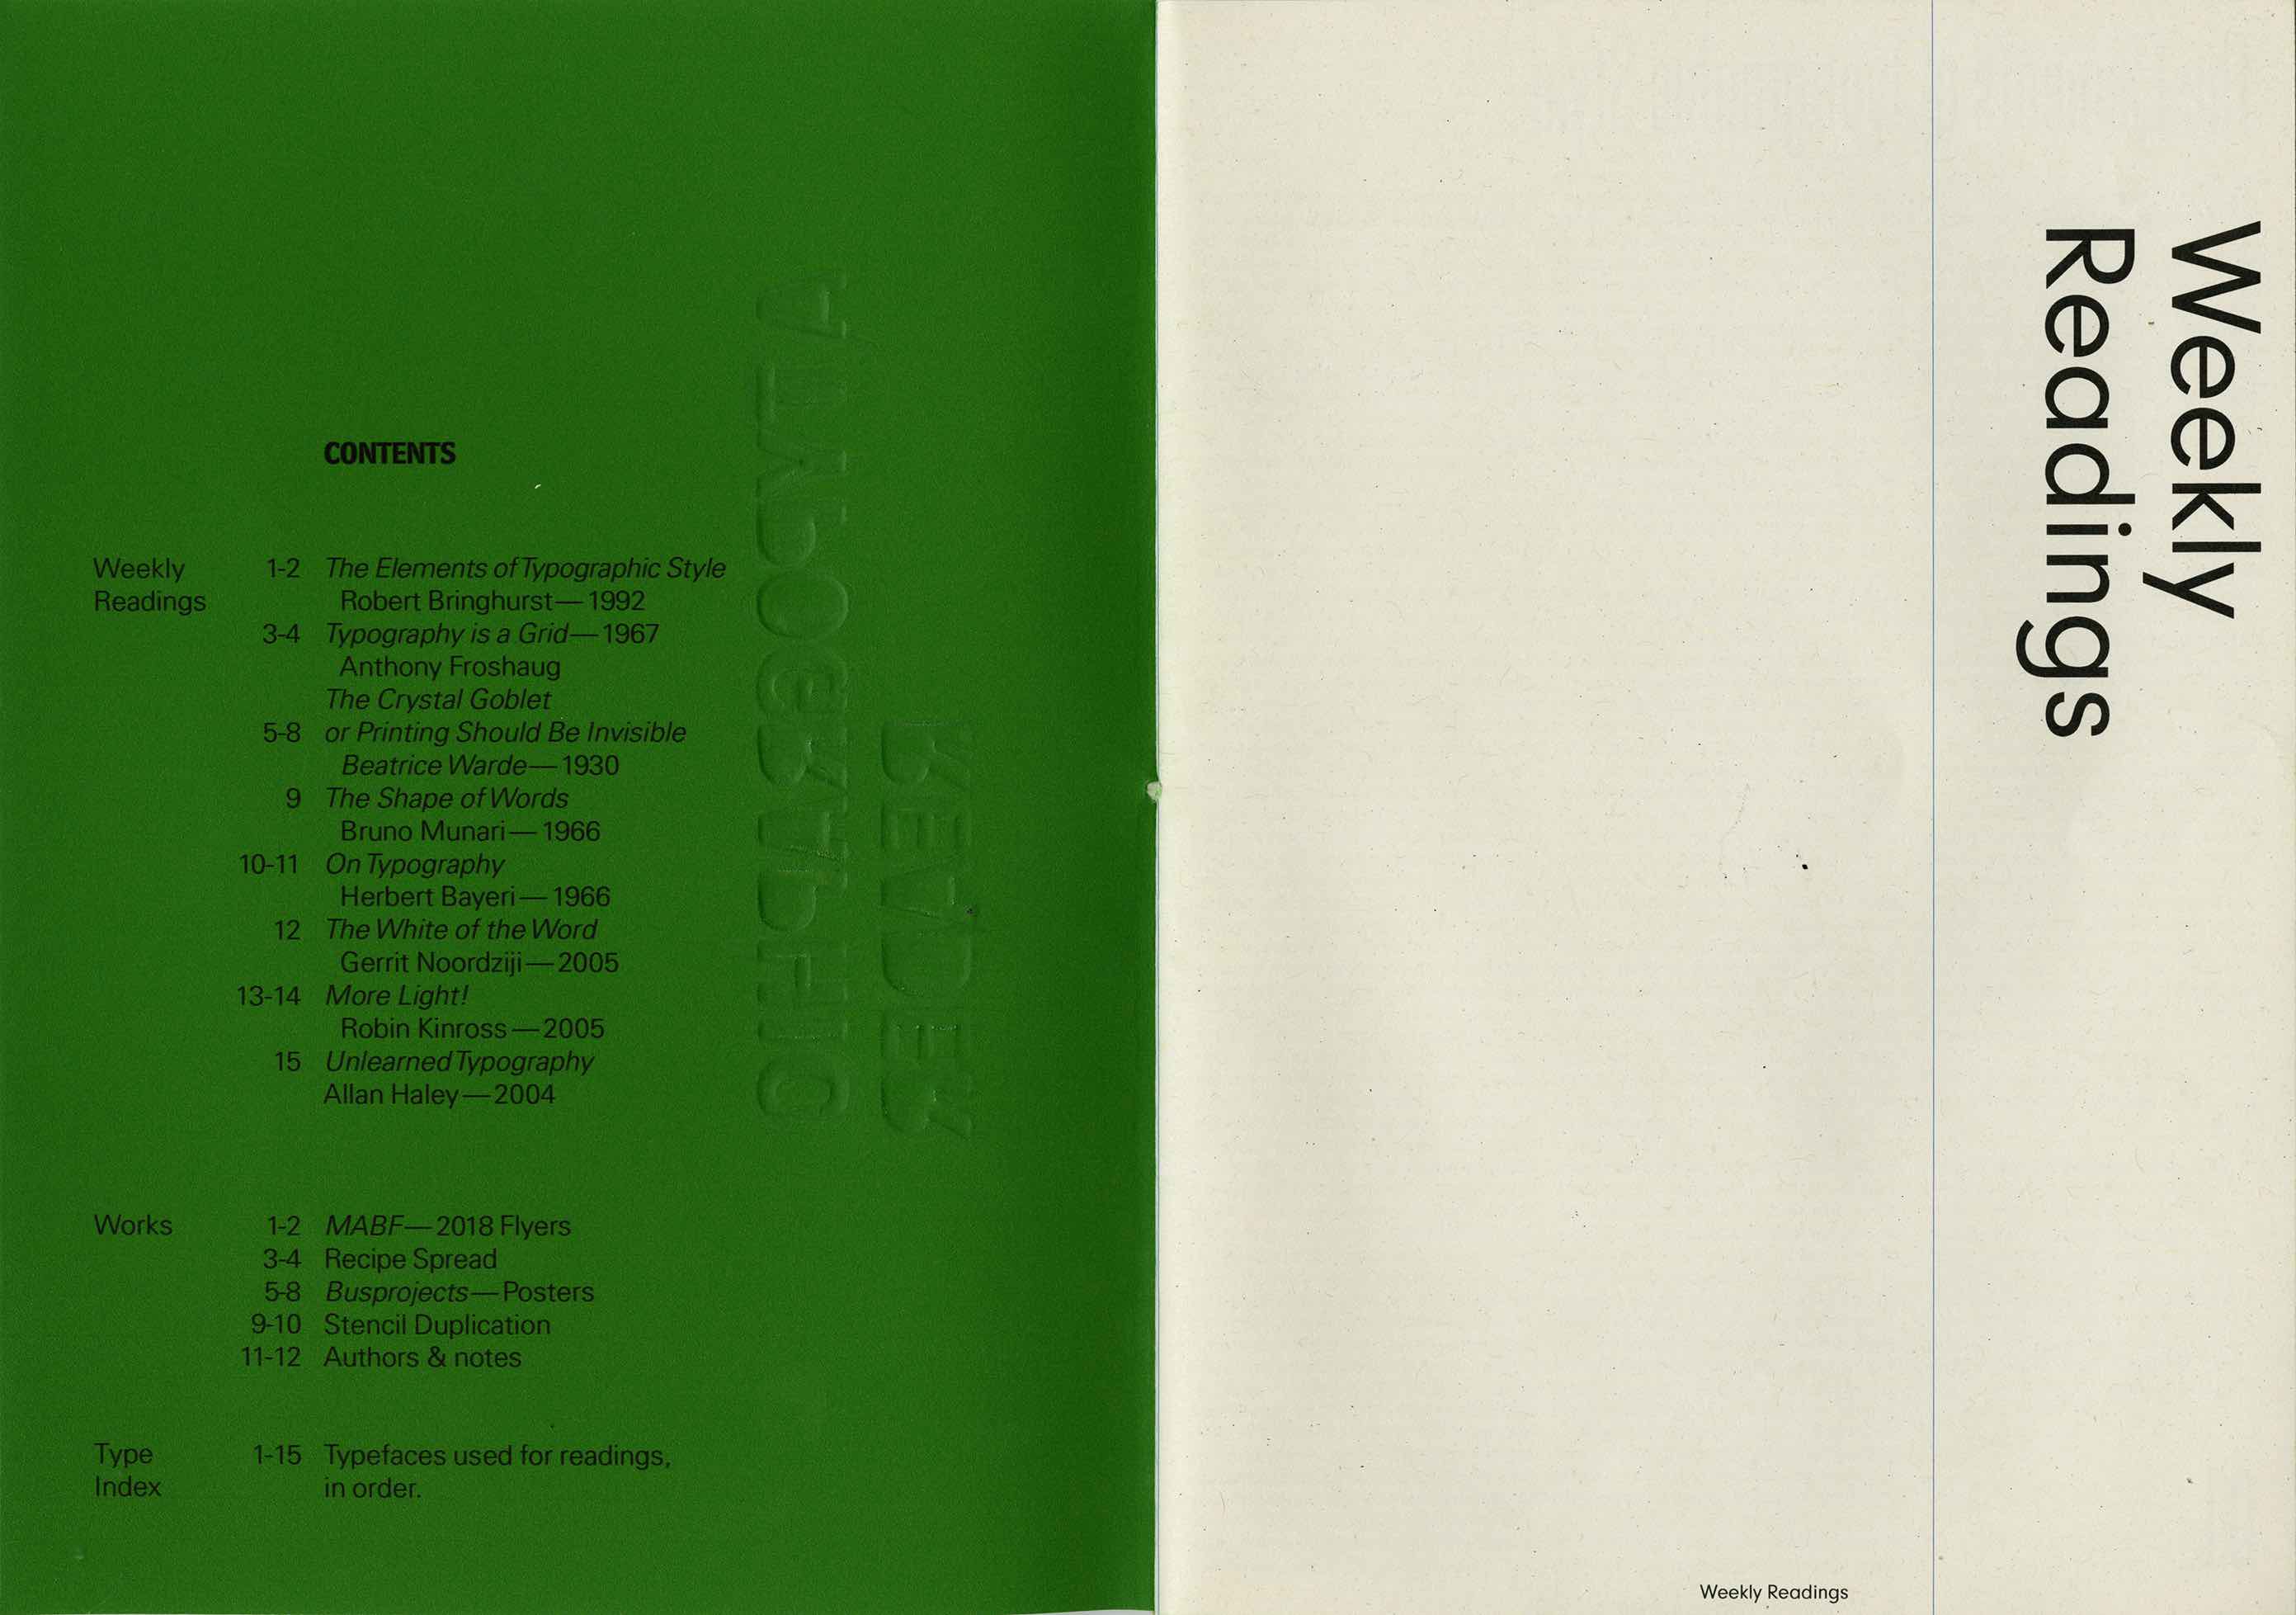 CONTENTS
Weekly
Readings
1-2 The Elements of Typographic Style
Robert Bringhurst—1992
3-4 Typography is a Grid—1967
Anthony Froshaug
The Crystal Goblet
5-8 or Printing Should Be Invisible
Beatrice Warde—1930
9 The Shape of Words
Bruno Munari—1966
10-11 On Typography
Herbert Bayeri—1966
12 The White of the Word
Gerrit Noordziji—2005
13-14 More Light!
Robin Kinross—2005
15 Unlearned Typography
Allan Haley—2004
Works
1-2 MABF—2018 Flyers
3-4 Recipe Spread
5-8 Busprojects—Posters
9-10 Stencil Duplication
11-12 Authors & notes
Type
Index
1-15 Typefaces used for readings,
in order.
A TYPOGRAPHIC
READER
Weekly
Readings
Weekly Readings